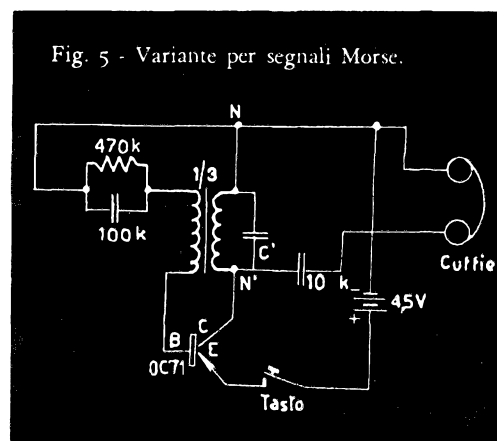 Fig. 5 - Variante per segnali Morse.
N
470k
1/3
100k
C'
10 k
Cuffie
N'
-
4,5V
+
B
C
E
OC71
Tasto